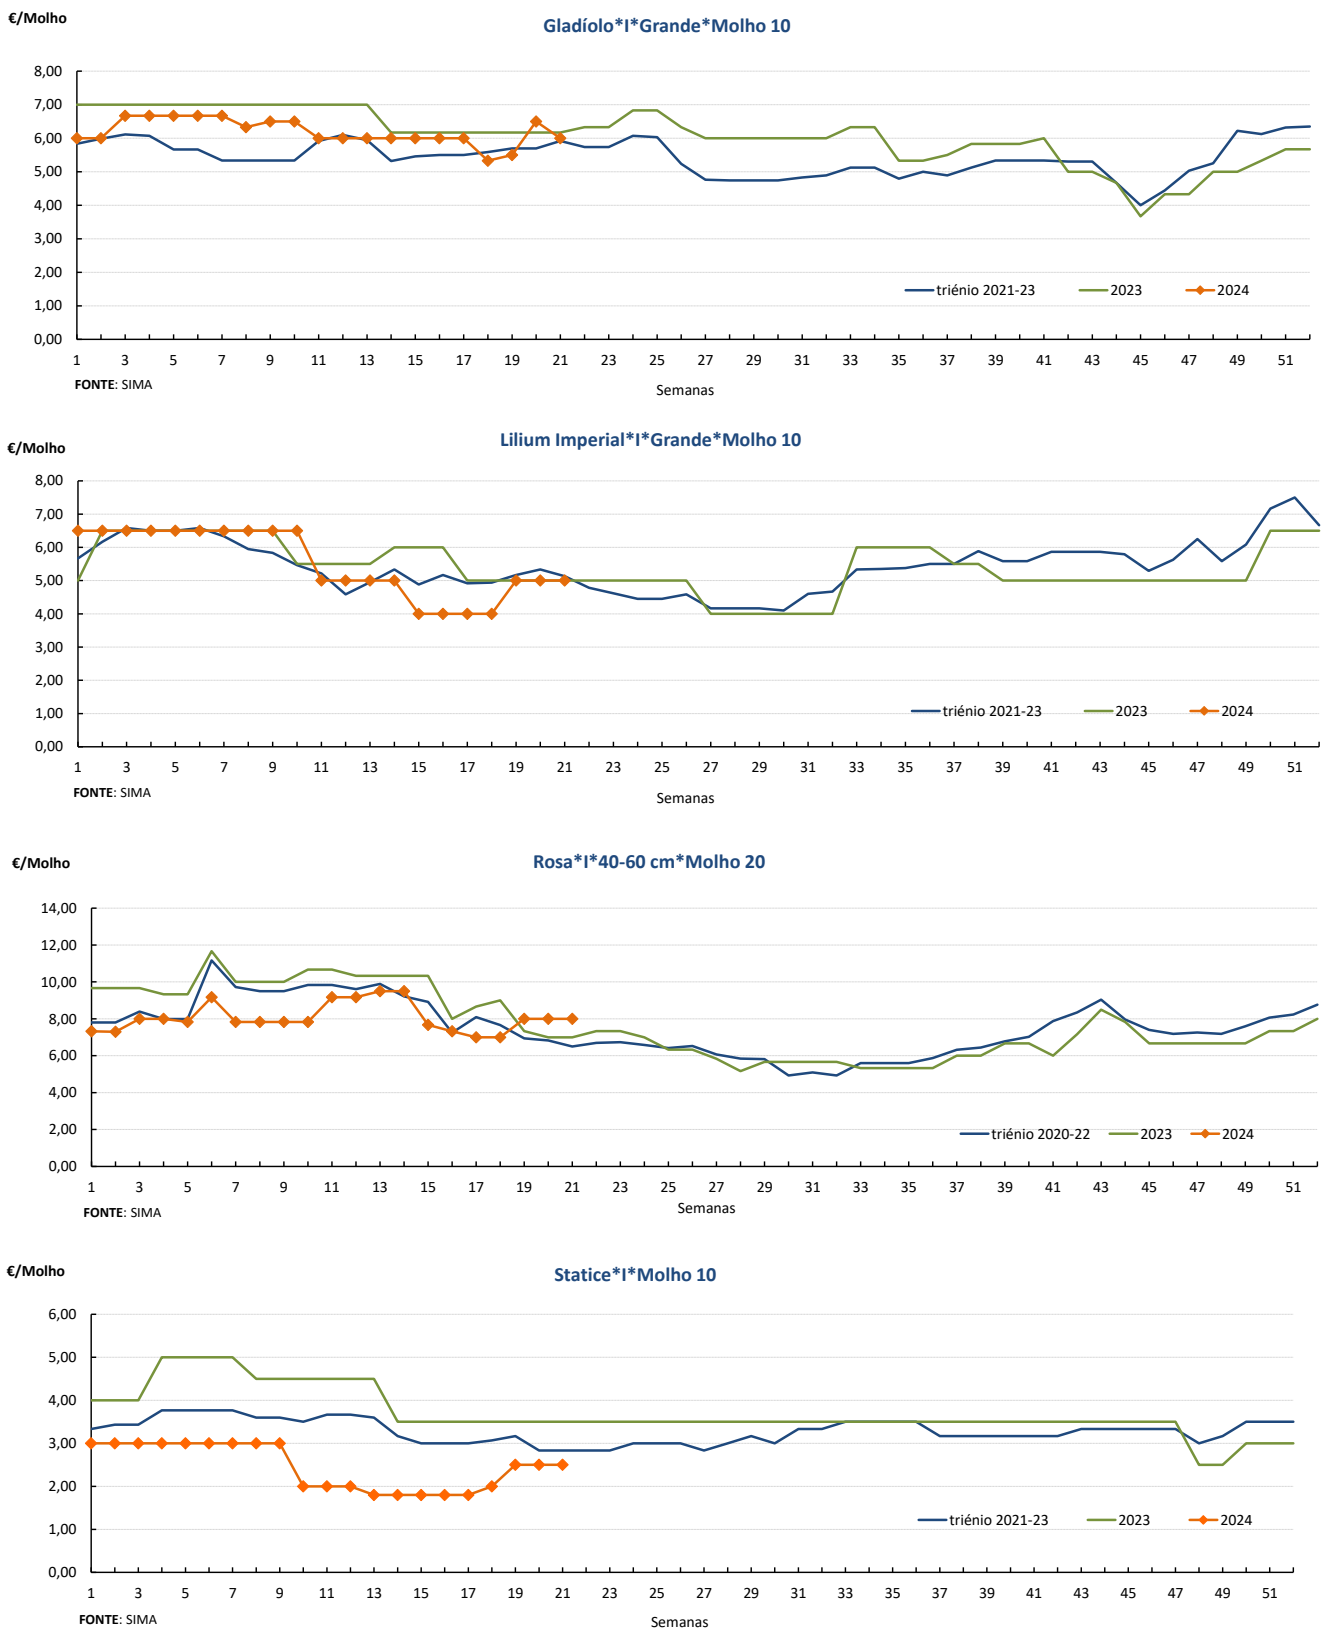 €/Molho
Gladíolo*I*Grande*Molho 10
8,00
7,00
6,00
5,00
4,00
3,00
2,00
1,00
0,00
triénio 2021-23 2023 2024
1 3 5 7 9 11 13 15 17 19 21 23 25 27 29 31 33 35 37 39 41 43 45 47 49 51
FONTE: SIMA
Semanas
€/Molho
Lilium Imperial*I*Grande*Molho 10
8,00
7,00
6,00
5,00
4,00
3,00
2,00
1,00
0,00
triénio 2021-23 2023 2024
1 3 5 7 9 11 13 15 17 19 21 23 25 27 29 31 33 35 37 39 41 43 45 47 49 51
FONTE: SIMA
Semanas
€/Molho
Rosa*I*40-60 cm*Molho 20
14,00
12,00
10,00
8,00
6,00
4,00
2,00
0,00
triénio 2020-22 2023 2024
1 3 5 7 9 11 13 15 17 19 21 23 25 27 29 31 33 35 37 39 41 43 45 47 49 51
Semanas
FONTE: SIMA
€/Molho
Statice*I*Molho 10
6,00
5,00
4,00
3,00
2,00
1,00
0,00
triénio 2021-23 2023 2024
1 3 5 7 9 11 13 15 17 19 21 23 25 27 29 31 33 35 37 39 41 43 45 47 49 51
FONTE: SIMA
Semanas